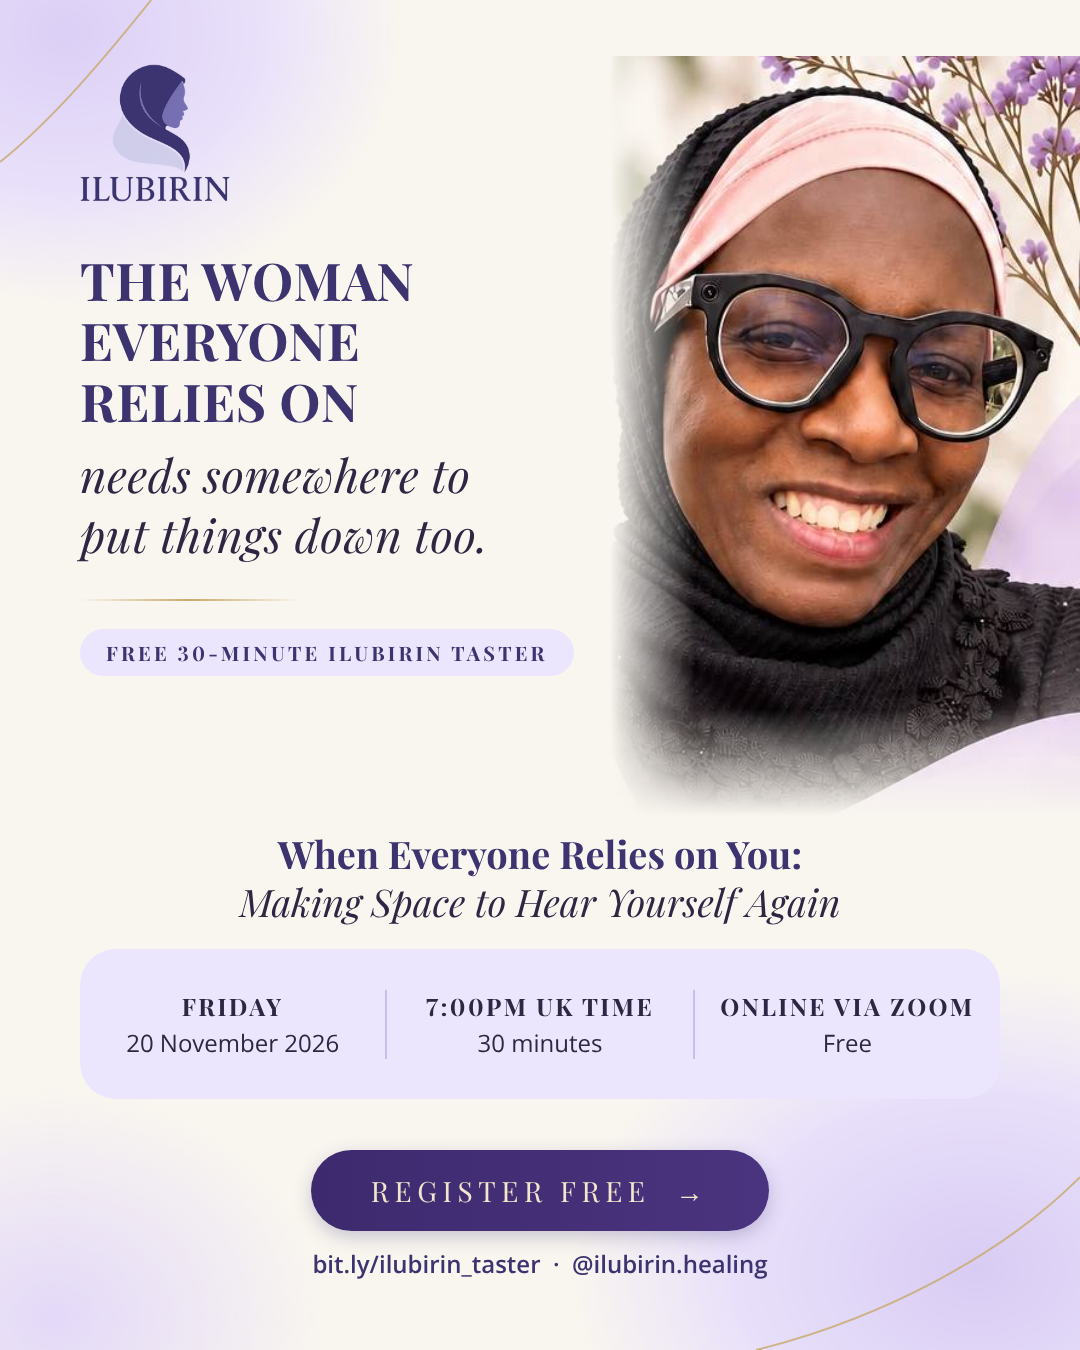 ILUBIRIN
THE WOMAN
EVERYONE
RELIES ON
needs somewhere to
put things down too.
FREE 30-MINUTE ILUBIRIN TASTER
When Everyone Relies on You:
Making Space to Hear Yourself Again
FRIDAY
20 November 2026
7:00PM UK TIME
30 minutes
ONLINE VIA ZOOM
Free
REGISTER FREE →
bit.ly/ilubirin_taster · @ilubirin.healing